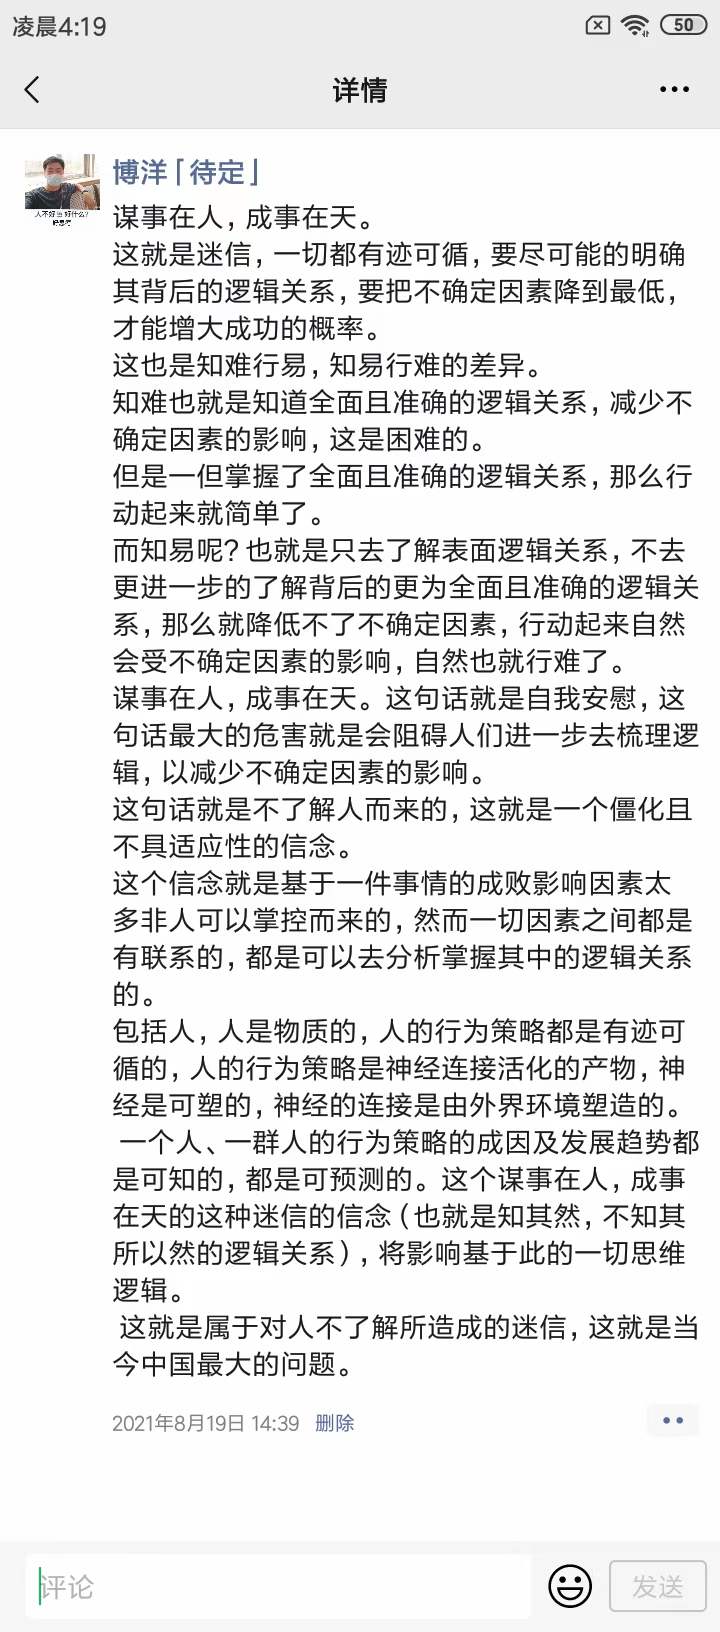 凌晨4:19
50
详情
博洋「待定」
谋事在人，成事在天。
这就是迷信，一切都有迹可循，要尽可能的明确
其背后的逻辑关系，要把不确定因素降到最低，
才能增大成功的概率。
这也是知难行易，知易行难的差异。
知难也就是知道全面且准确的逻辑关系，减少不
确定因素的影响，这是困难的。
但是一但掌握了全面且准确的逻辑关系，那么行
动起来就简单了。
而知易呢？也就是只去了解表面逻辑关系，不去
更进一步的了解背后的更为全面且准确的逻辑关
系，那么就降低不了不确定因素，行动起来自然
会受不确定因素的影响，自然也就行难了。
谋事在人，成事在天。这句话就是自我安慰，这
句话最大的危害就是会阻碍人们进一步去梳理逻
辑，以减少不确定因素的影响。
这句话就是不了解人而来的，这就是一个僵化且
不具适应性的信念。
这个信念就是基于一件事情的成败影响因素太
多非人可以掌控而来的，然而一切因素之间都是
有联系的，都是可以去分析掌握其中的逻辑关系
的。
包括人，人是物质的，人的行为策略都是有迹可
循的，人的行为策略是神经连接活化的产物，神
经是可塑的，神经的连接是由外界环境塑造的。
一个人、一群人的行为策略的成因及发展趋势都
是可知的，都是可预测的。这个谋事在人，成事
在天的这种迷信的信念（也就是知其然，不知其
所以然的逻辑关系），将影响基于此的一切思维
逻辑。
这就是属于对人不了解所造成的迷信，这就是当
今中国最大的问题。
2021年8月19日 14:39 删除
评论
发送